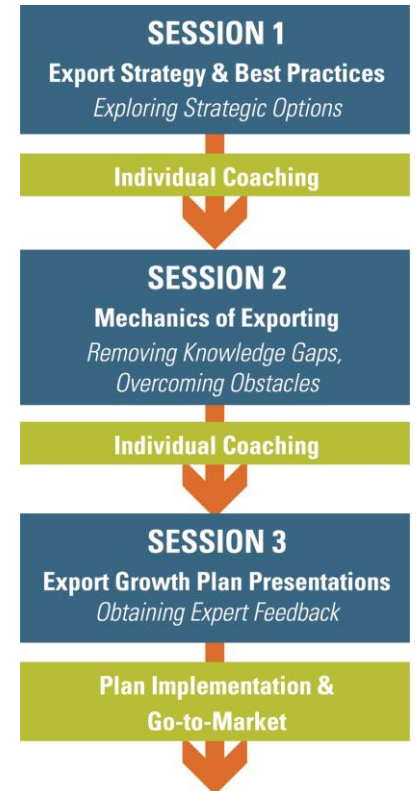 SESSION 1
Export Strategy & Best Practices
Exploring Strategic Options
Individual Coaching
SESSION 2
Mechanics of Exporting
Removing Knowledge Gaps,
Overcoming Obstacles
Individual Coaching
SESSION 3
Export Growth Plan Presentations
Obtaining Expert Feedback
Plan Implementation &
Go-to-Market